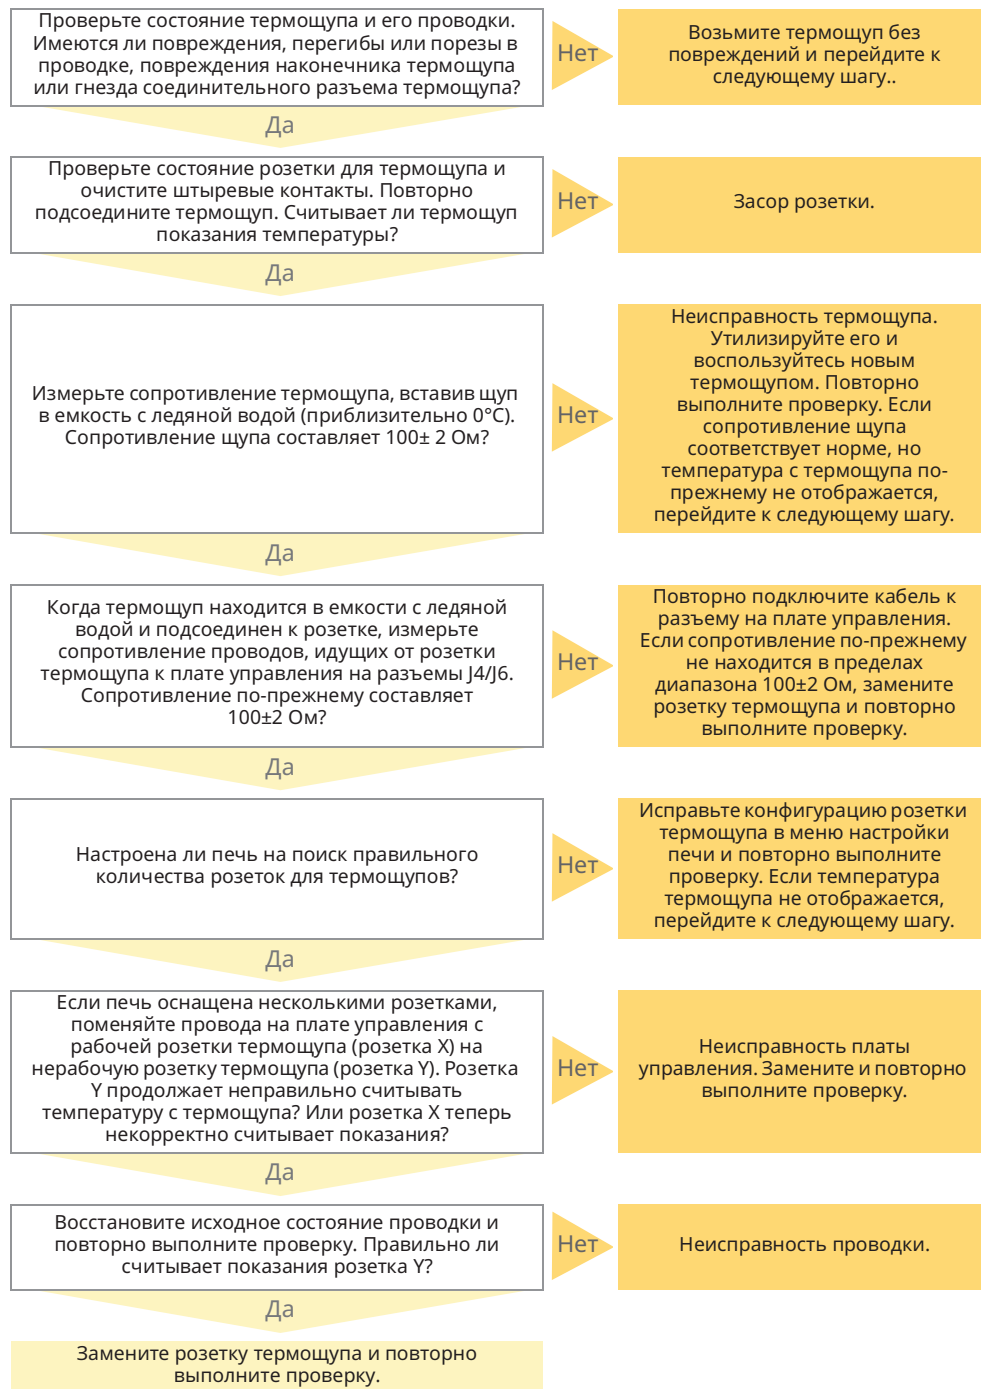 Проверьте состояние термощупа и его проводки.
Имеются ли повреждения, перегибы или порезы в
проводке, повреждения наконечника термощупа
или гнезда соединительного разъема термощупа?
Нет
Возьмите термощуп без
повреждений и перейдите к
следующему шагу..
Да
Проверьте состояние розетки для термощупа и
очистите штыревые контакты. Повторно
подсоедините термощуп. Считывает ли термощуп
показания температуры?
Нет
Засор розетки.
Да
Измерьте сопротивление термощупа, вставив щуп
в емкость с ледяной водой (приблизительно 0°C).
Сопротивление щупа составляет 100± 2 Ом?
Нет
Неисправность термощупа.
Утилизируйте его и
воспользуйтесь новым
термощупом. Повторно
выполните проверку. Если
сопротивление щупа
соответствует норме, но
температура с термощупа по-
прежнему не отображается,
перейдите к следующему шагу.
Да
Когда термощуп находится в емкости с ледяной
водой и подсоединен к розетке, измерьте
сопротивление проводов, идущих от розетки
термощупа к плате управления на разъемы J4/J6.
Сопротивление по-прежнему составляет
100±2 Ом?
Нет
Повторно подключите кабель к
разъему на плате управления.
Если сопротивление по-прежнему
не находится в пределах
диапазона 100±2 Ом, замените
розетку термощупа и повторно
выполните проверку.
Да
Настроена ли печь на поиск правильного
количества розеток для термощупов?
Нет
Исправьте конфигурацию розетки
термощупа в меню настройки
печи и повторно выполните
проверку. Если температура
термощупа не отображается,
перейдите к следующему шагу.
Да
Если печь оснащена несколькими розетками,
поменяйте провода на плате управления с
рабочей розетки термощупа (розетка X) на
нерабочую розетку термощупа (розетка Y). Розетка
Y продолжает неправильно считывать
температуру с термощупа? Или розетка X теперь
некорректно считывает показания?
Нет
Неисправность платы
управления. Замените и повторно
выполните проверку.
Да
Восстановите исходное состояние проводки и
повторно выполните проверку. Правильно ли
считывает показания розетка Y?
Нет
Неисправность проводки.
Да
Замените розетку термощупа и повторно
выполните проверку.